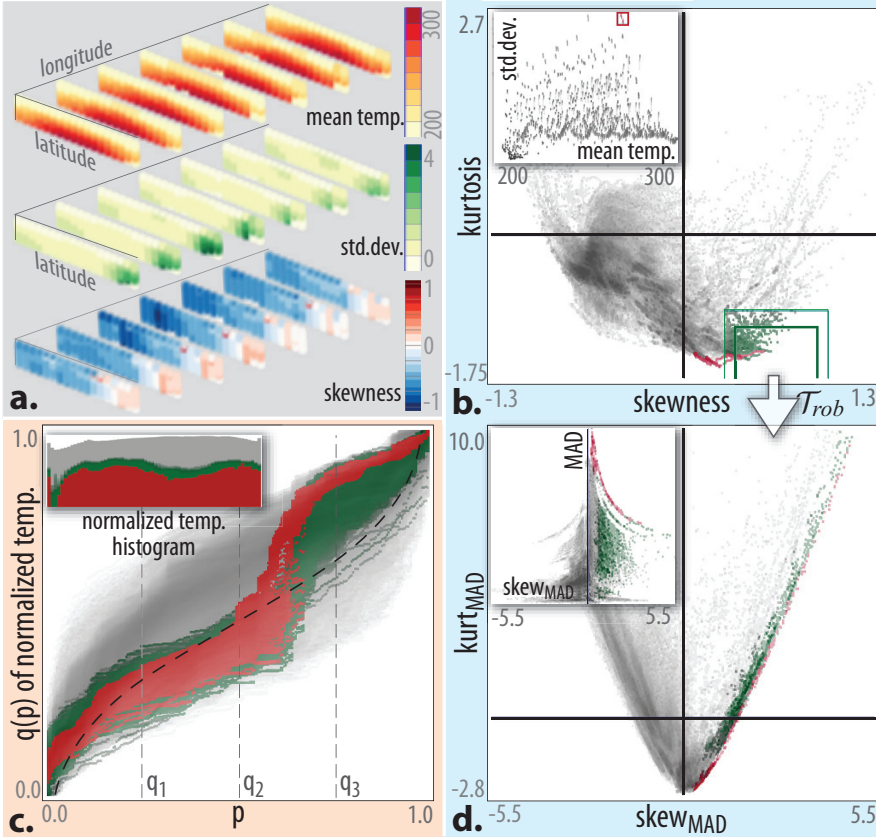 longitude
latitude
mean temp.
300
200
latitude
std.dev.
4
0
skewness
1
0
-1
a.
2.7
kurtosis
-1.75
-1.3
skewness
1.3
std.dev.
mean temp.
200
300
b.
T_rob
1.0
q(p) of normalized temp.
0.0
normalized temp.
histogram
q1
q2
q3
0.0
p
1.0
c.
10.0
kurtMAD
-2.8
MAD
skewMAD
-5.5
5.5
-5.5
skewMAD
5.5
d.